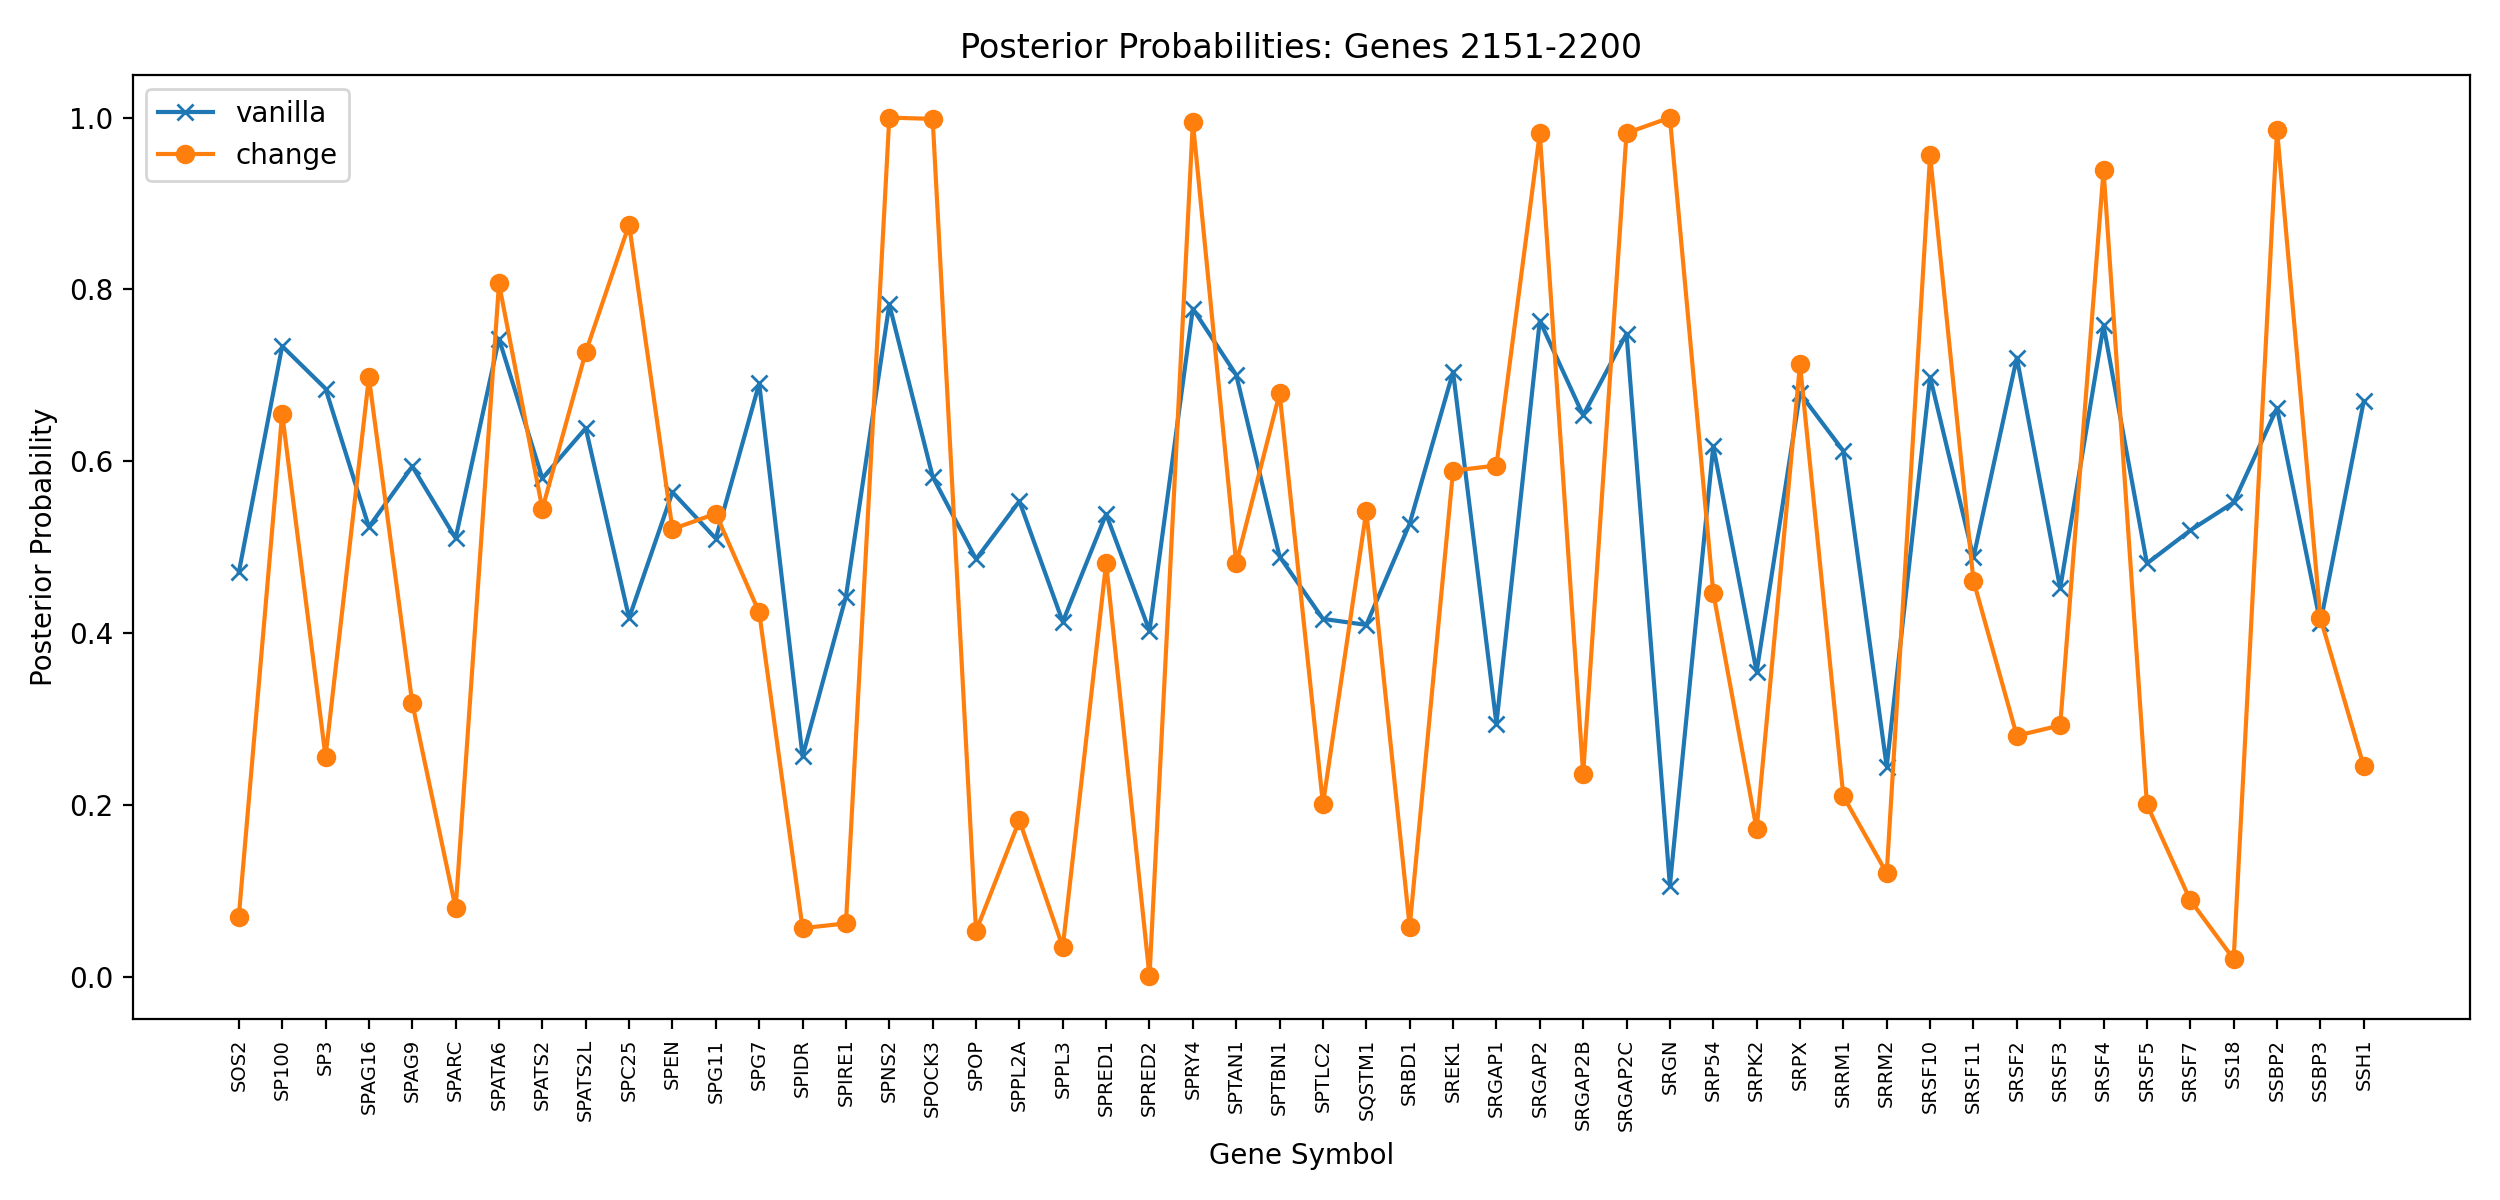 Posterior Probabilities: Genes 2151-2200
vanilla
change
Posterior Probability
1.0
0.8
0.6
0.4
0.2
0.0
SOS2
SP100
SP3
SPAG16
SPAG9
SPARC
SPATA6
SPATS2
SPATS2L
SPC25
SPEN
SPG11
SPG7
SPIDR
SPIRE1
SPNS2
SPOCK3
SPOP
SPPL2A
SPPL3
SPRED1
SPRED2
SPRY4
SPTAN1
SPTBN1
SPTLC2
SQSTM1
SRBD1
SREK1
SRGAP1
SRGAP2
SRGAP2B
SRGAP2C
SRGN
SRP54
SRPK2
SRPX
SRRM1
SRRM2
SRSF10
SRSF11
SRSF2
SRSF3
SRSF4
SRSF5
SRSF7
SS18
SSBP2
SSBP3
SSH1
Gene Symbol